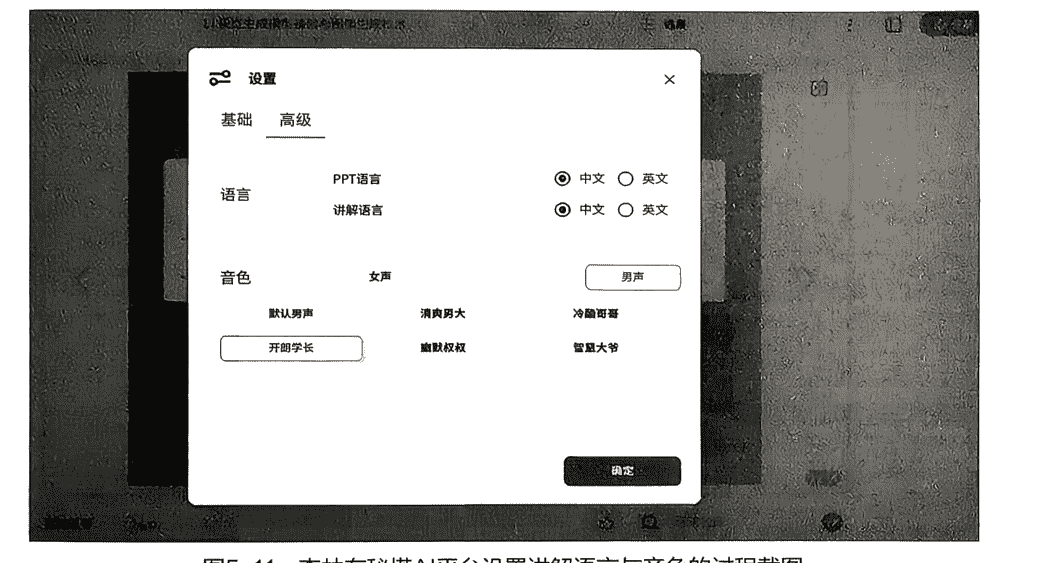 设置
基础 高级
语言
PPT语言 中文 英文
讲解语言 中文 英文
音色 女声 男声
默认男声 清爽男大 冷酷哥哥
开朗学长 幽默叔叔 智慧大爷
确定